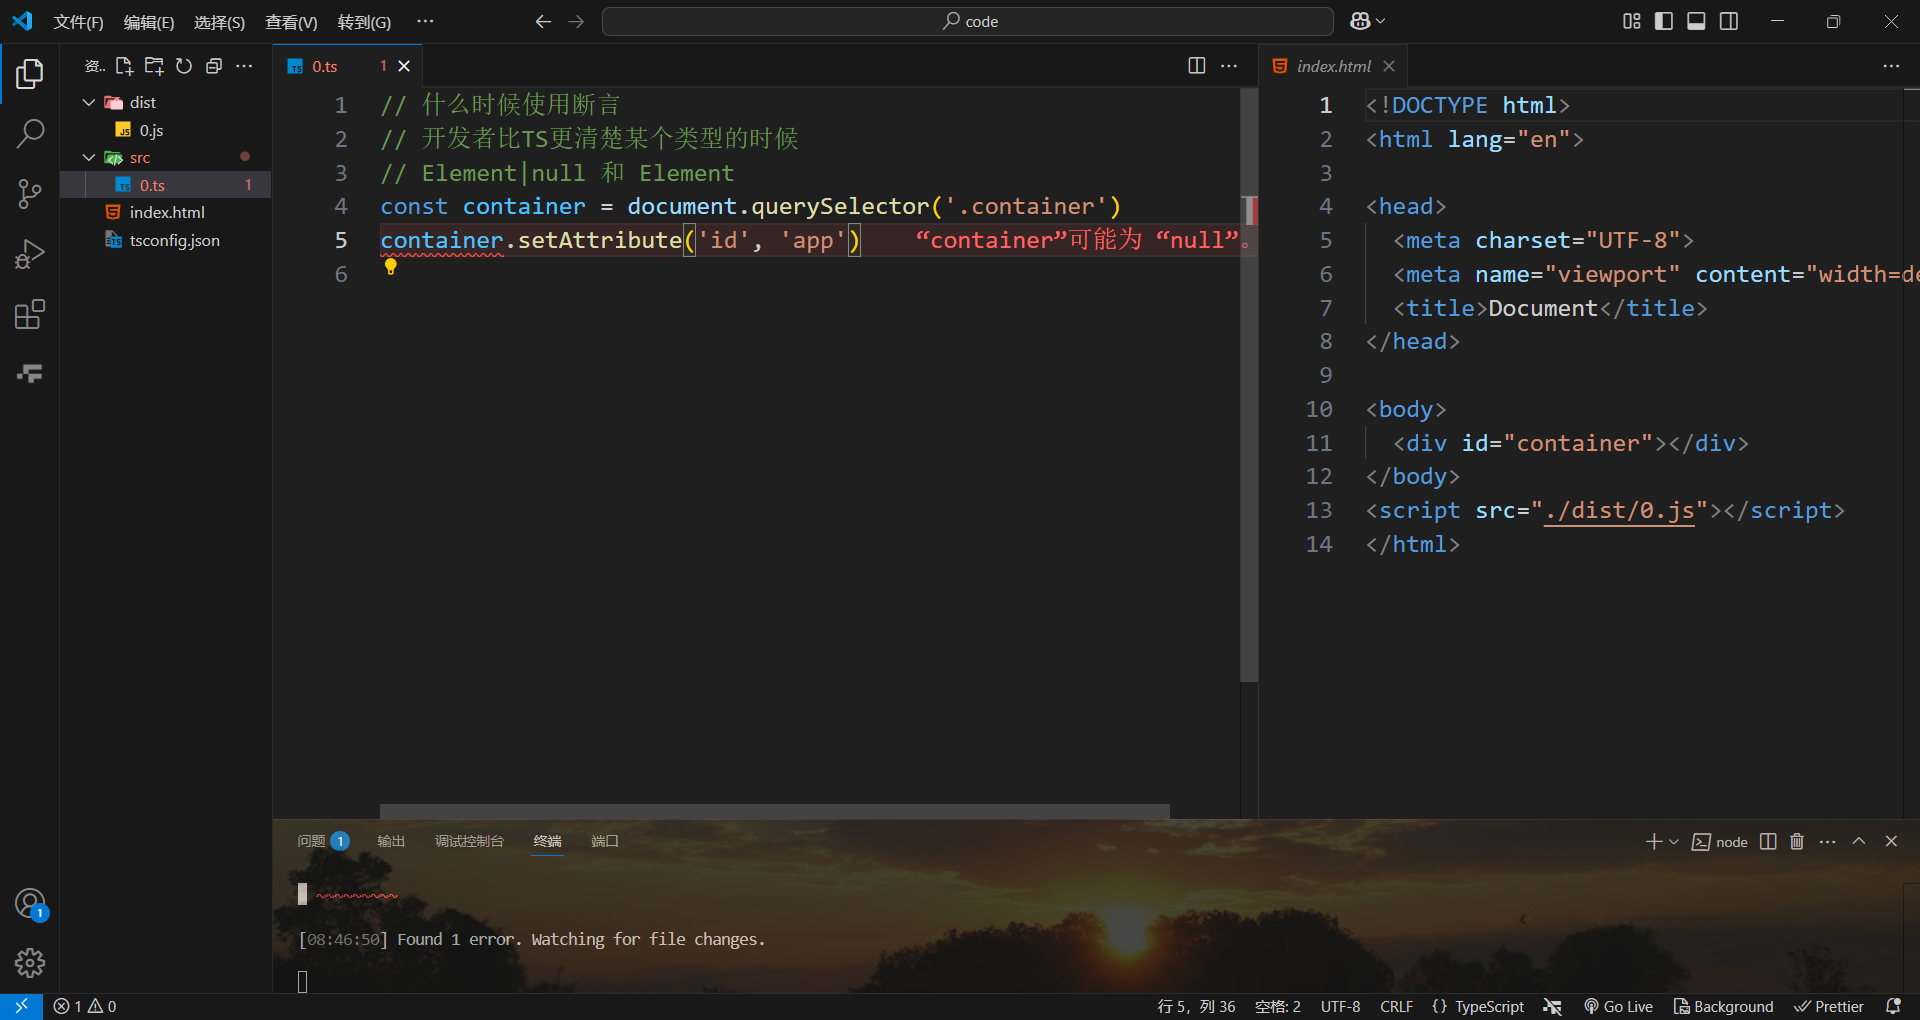 文件(F) 编辑(E) 选择(S) 查看(V) 转到(G) ··· code
资.. ···
dist
0.js
src
0.ts 1
index.html
tsconfig.json
0.ts 1
1 // 什么时候使用断言
2 // 开发者比TS更清楚某个类型的时候
3 // Element|null 和 Element
4 const container = document.querySelector('.container')
5 container.setAttribute('id', 'app') “container”可能为 “null”。
6
index.html
1 <!DOCTYPE html>
2 <html lang="en">
3
4 <head>
5 <meta charset="UTF-8">
6 <meta name="viewport" content="width=de
7 <title>Document</title>
8 </head>
9
10 <body>
11 <div id="container"></div>
12 </body>
13 <script src="./dist/0.js"></script>
14 </html>
问题 1 输出 调试控制台 终端 端口 node
[08:46:50] Found 1 error. Watching for file changes.
1
1 0 行 5，列 36 空格: 2 UTF-8 CRLF {} TypeScript Go Live Background Prettier